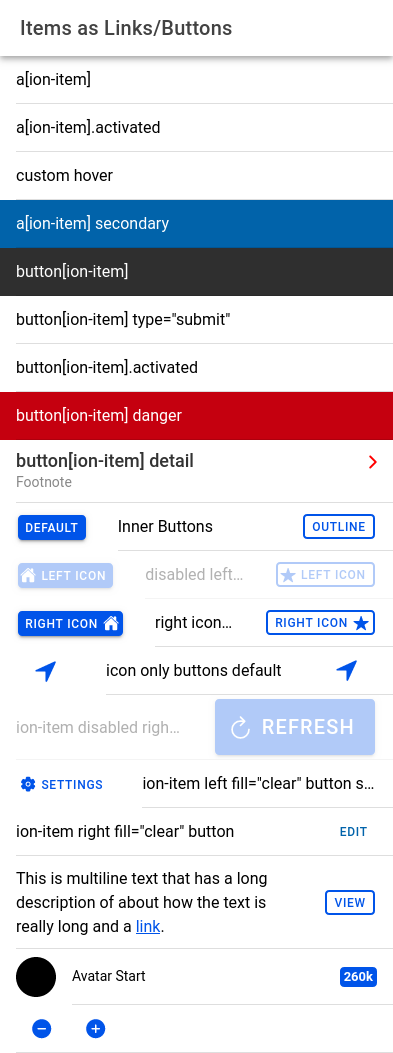 Items as Links/Buttons
a[ion-item]
a[ion-item].activated
custom hover
a[ion-item] secondary
button[ion-item]
button[ion-item] type="submit"
button[ion-item].activated
button[ion-item] danger
button[ion-item] detail
Footnote
DEFAULT Inner Buttons OUTLINE
LEFT ICON disabled left... LEFT ICON
RIGHT ICON right icon... RIGHT ICON
icon only buttons default
ion-item disabled righ... REFRESH
SETTINGS ion-item left fill="clear" button s...
ion-item right fill="clear" button EDIT
This is multiline text that has a long
description of about how the text is VIEW
really long and a link.
Avatar Start 260k